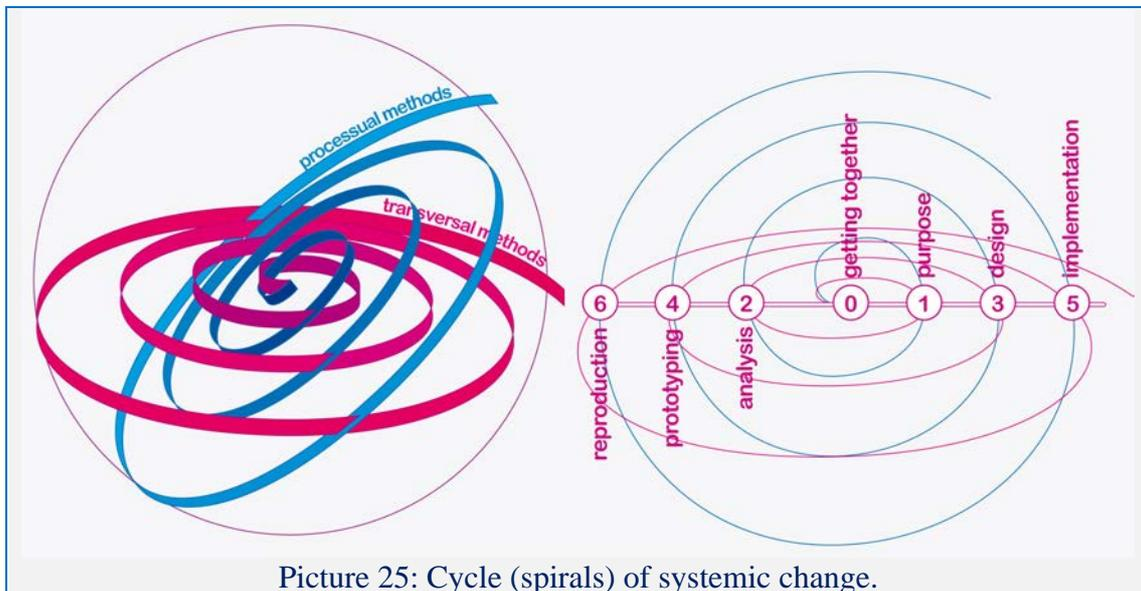 processual methods
transversal methods
getting together
purpose
design
implementation
6
4
2
0
1
3
5
reproduction
prototyping
analysis
Picture 25: Cycle (spirals) of systemic change.